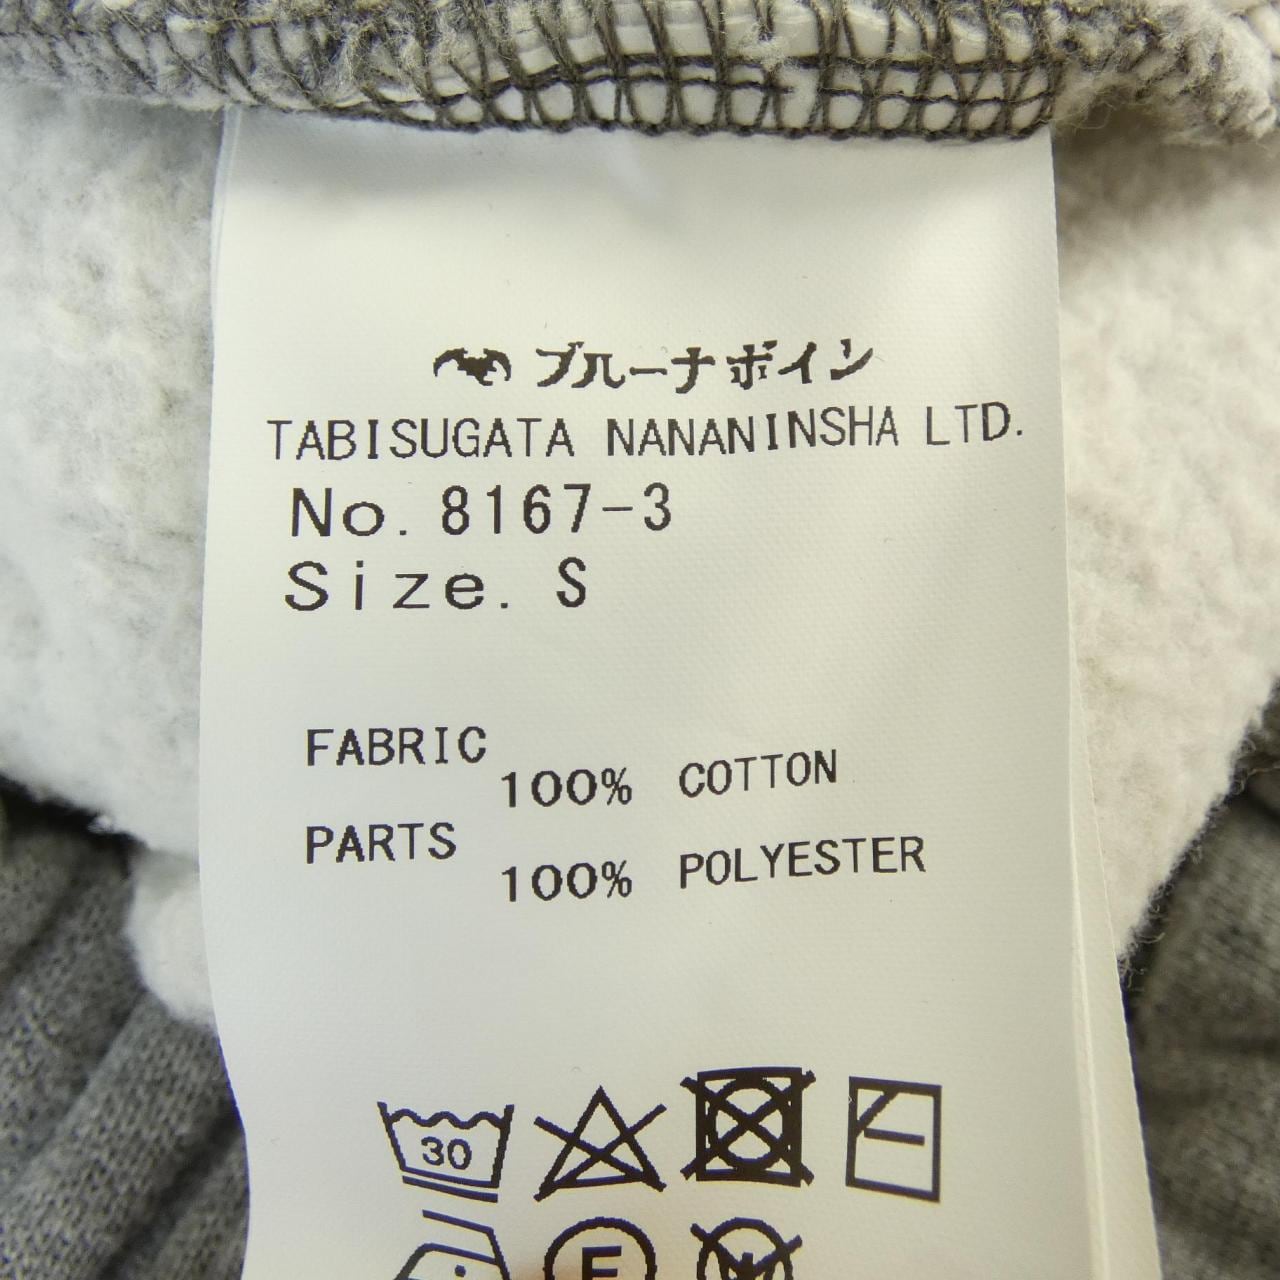 ブルーナボイン
TABISUGATA NANANINSHA LTD.
No. 8167-3
Size. S
FABRIC
100% COTTON
PARTS
100% POLYESTER
30
F
W